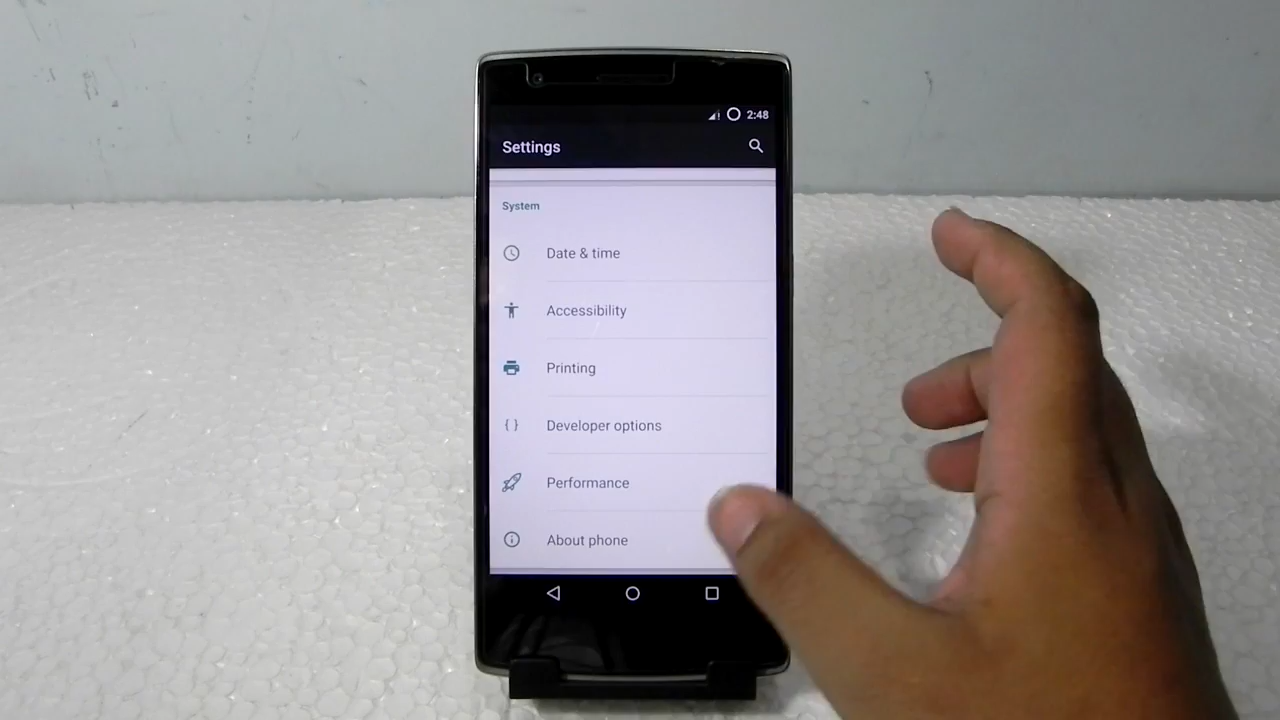 2:48
Settings
System
Date & time
Accessibility
Printing
{ } Developer options
Performance
About phone